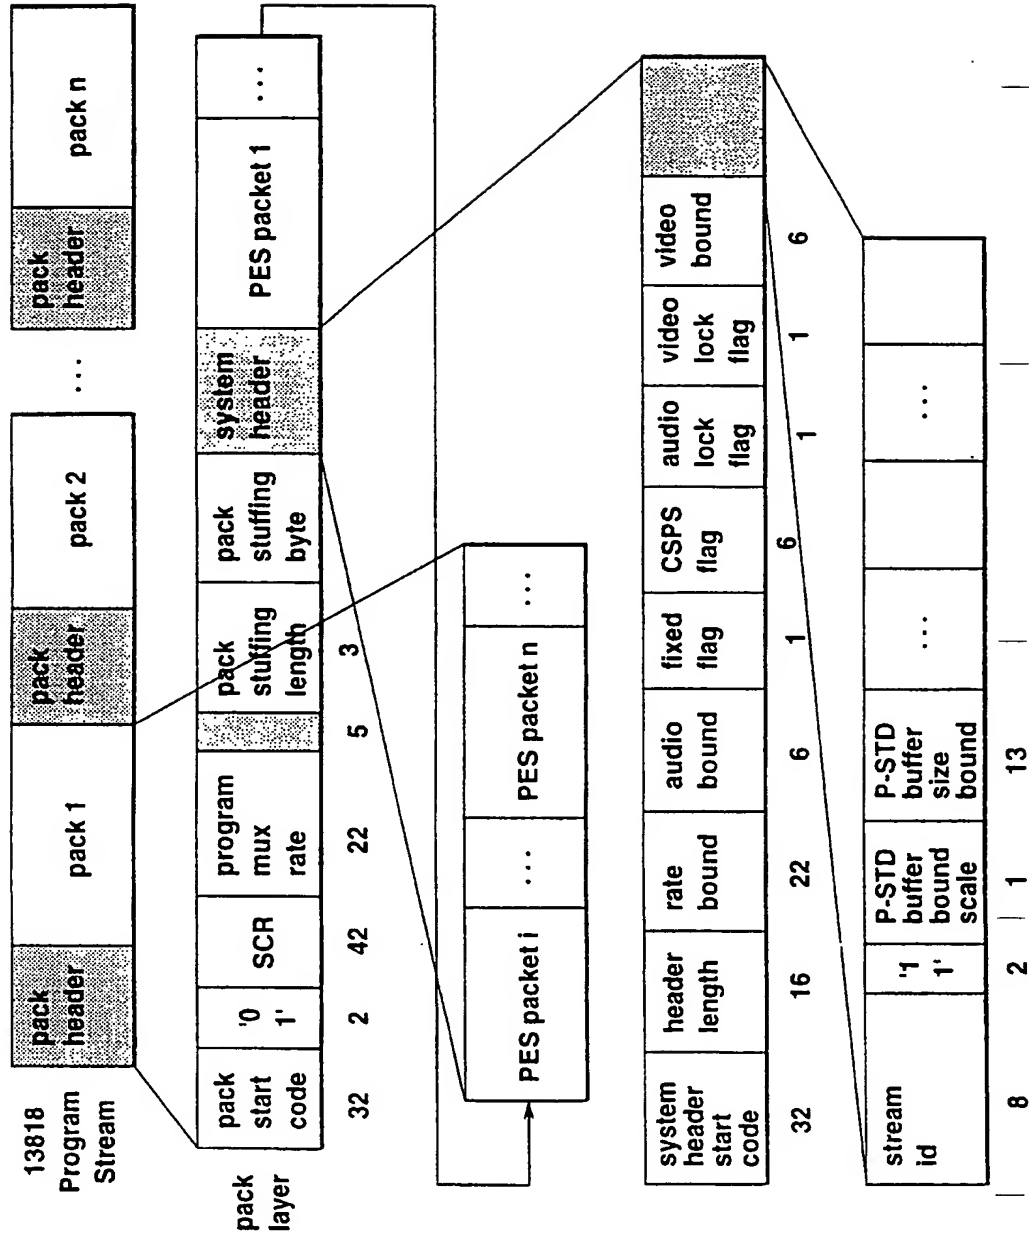 13818
Program
Stream
pack
header
pack 1
pack
header
pack 2
...
pack
header
pack n
pack
layer
pack
start
code
'0
1'
SCR
program
mux
rate
pack
stuffing
length
pack
stuffing
byte
system
header
PES packet 1
...
32
2
42
22
5
3
PES packet i
...
PES packet n
...
system
header
start
code
header
length
rate
bound
audio
bound
fixed
flag
CSPS
flag
audio
lock
flag
video
lock
flag
video
bound
32
16
22
6
1
6
1
1
6
stream
id
'1
1'
P-STD
buffer
bound
scale
P-STD
buffer
size
bound
...
...
8
2
1
13